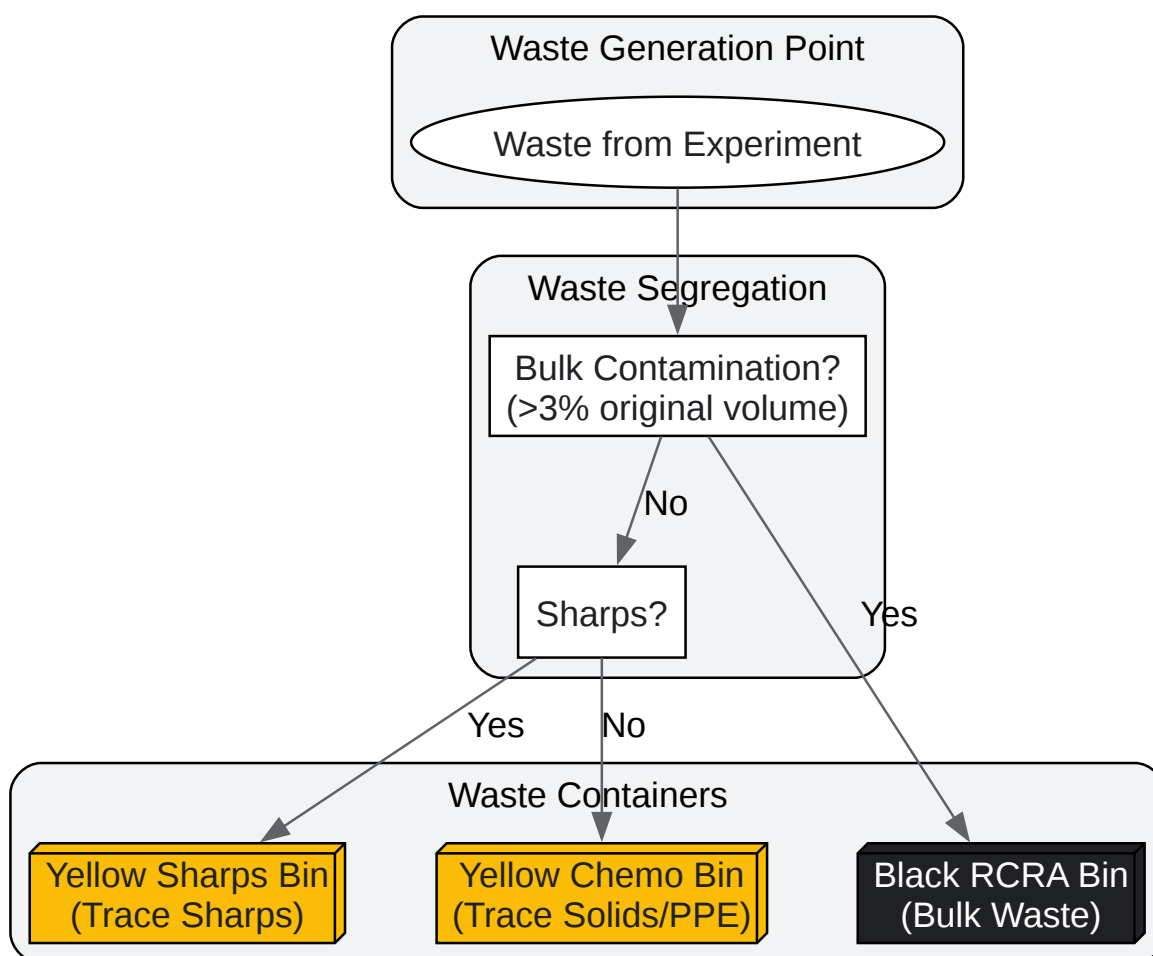 Waste Generation Point
Waste from Experiment
Waste Segregation
Bulk Contamination?
(>3% original volume)
No
Sharps?
Yes
Yes
No
Waste Containers
Yellow Sharps Bin
(Trace Sharps)
Yellow Chemo Bin
(Trace Solids/PPE)
Black RCRA Bin
(Bulk Waste)